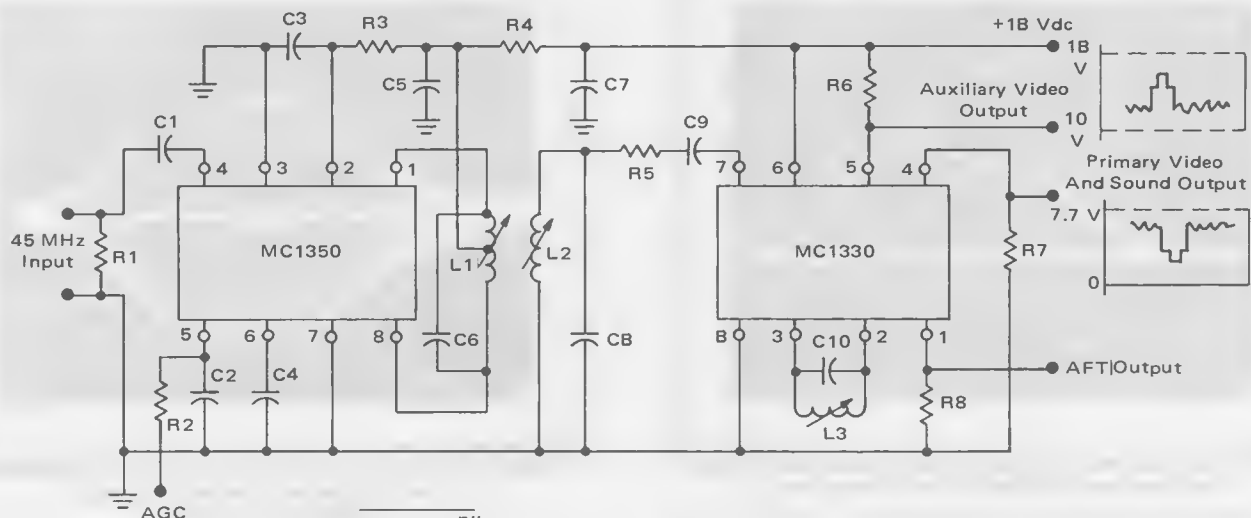 C3
R3
R4
+1B Vdc
1B
V
C5
C7
R6
Auxiliary Video
Output
10
V
C1
C9
R5
4
3
2
1
7
6
5
4
Primary Video
And Sound Output
7.7 V
45 MHz
Input
R1
MC1350
L1
L2
MC1330
R7
0
5
6
7
8
C6
CB
B
3
C10
2
1
C2
C4
AFT|Output
R2
R8
L3
AGC